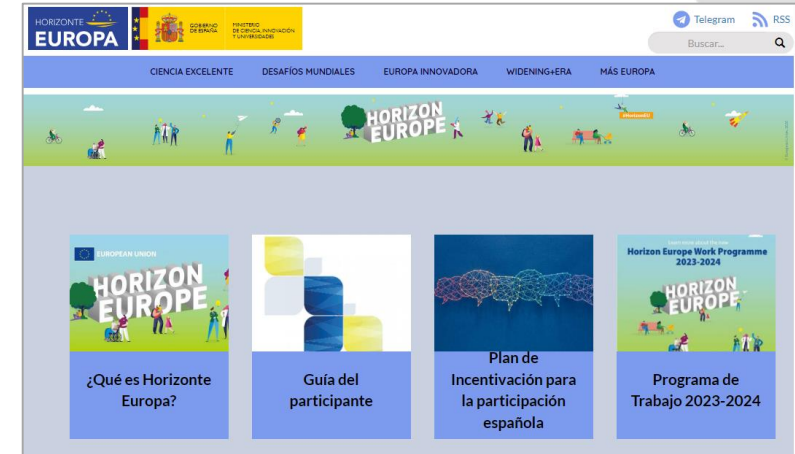 HORIZONTE
EUROPA
GOBIERNO
DE ESPAÑA
MINISTERIO
DE CIENCIA, INNOVACIÓN
Y UNIVERSIDADES
Telegram
RSS
Buscar...
CIENCIA EXCELENTE
DESAFÍOS MUNDIALES
EUROPA INNOVADORA
WIDENING+ERA
MÁS EUROPA
HORIZON
EUROPE
#HorizonEU
EUROPEAN UNION
HORIZON
EUROPE
Horizon Europe Work Programme
2023-2024
HORIZON
EUROPE
¿Qué es Horizonte
Europa?
Guía del
participante
Plan de
Incentivación para
la participación
española
Programa de
Trabajo 2023-2024